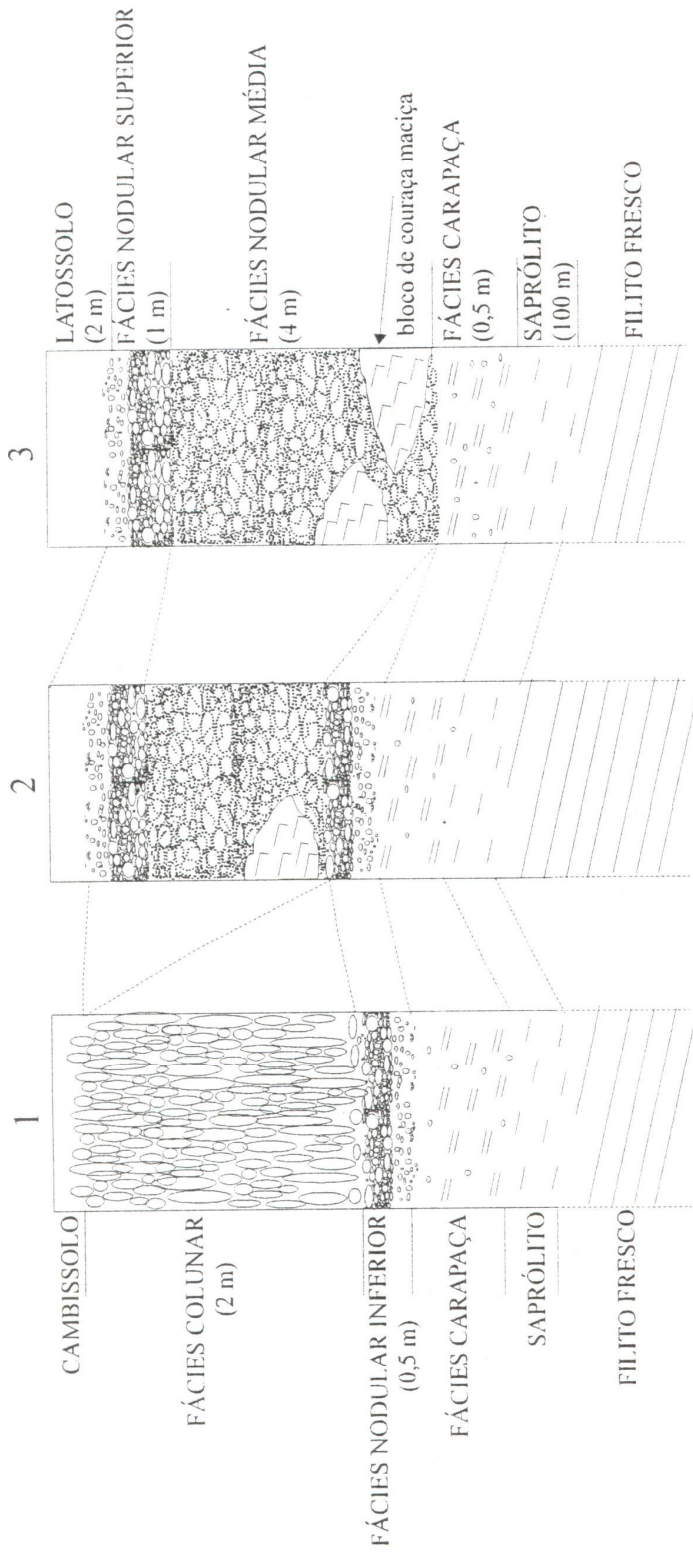 1
2
3
CAMBISSOLO
FÁCIES COLUNAR
(2 m)
FÁCIES NODULAR INFERIOR
(0,5 m)
FÁCIES CARAPAÇA
SAPRÓLITO
FILITO FRESCO
LATOSSOLO
(2 m)
FÁCIES NODULAR SUPERIOR
(1 m)
FÁCIES NODULAR MÉDIA
(4 m)
bloco de couraça maciça
FÁCIES CARAPAÇA
(0,5 m)
SAPRÓLITO
(100 m)
FILITO FRESCO